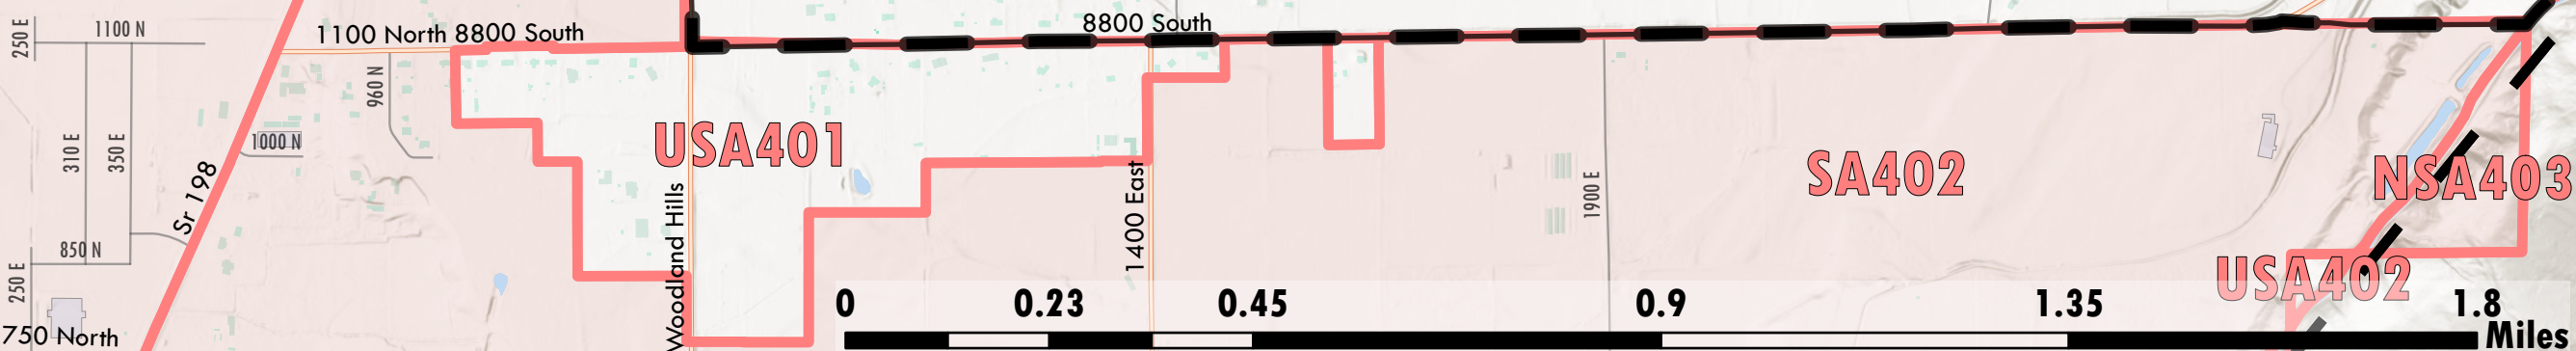 250 E
1100 N
1100 North 8800 South
8800 South
960 N
310 E
350 E
1000 N
USA401
Sr 198
Woodland Hills
1400 East
1900 E
SA402
NSA403
850 N
250 E
USA402
750 North
0 0.23 0.45 0.9 1.35 1.8
Miles